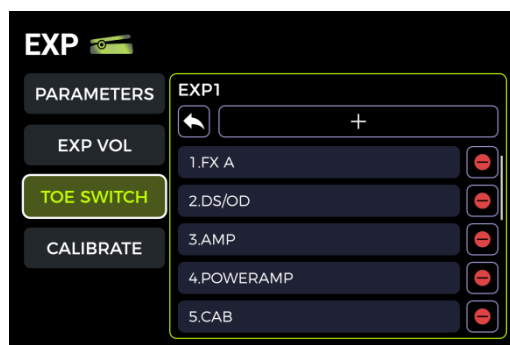 EXP
PARAMETERS
EXP VOL
TOE SWITCH
CALIBRATE
EXP1
+
1.FX A
2.DS/OD
3.AMP
4.POWERAMP
5.CAB